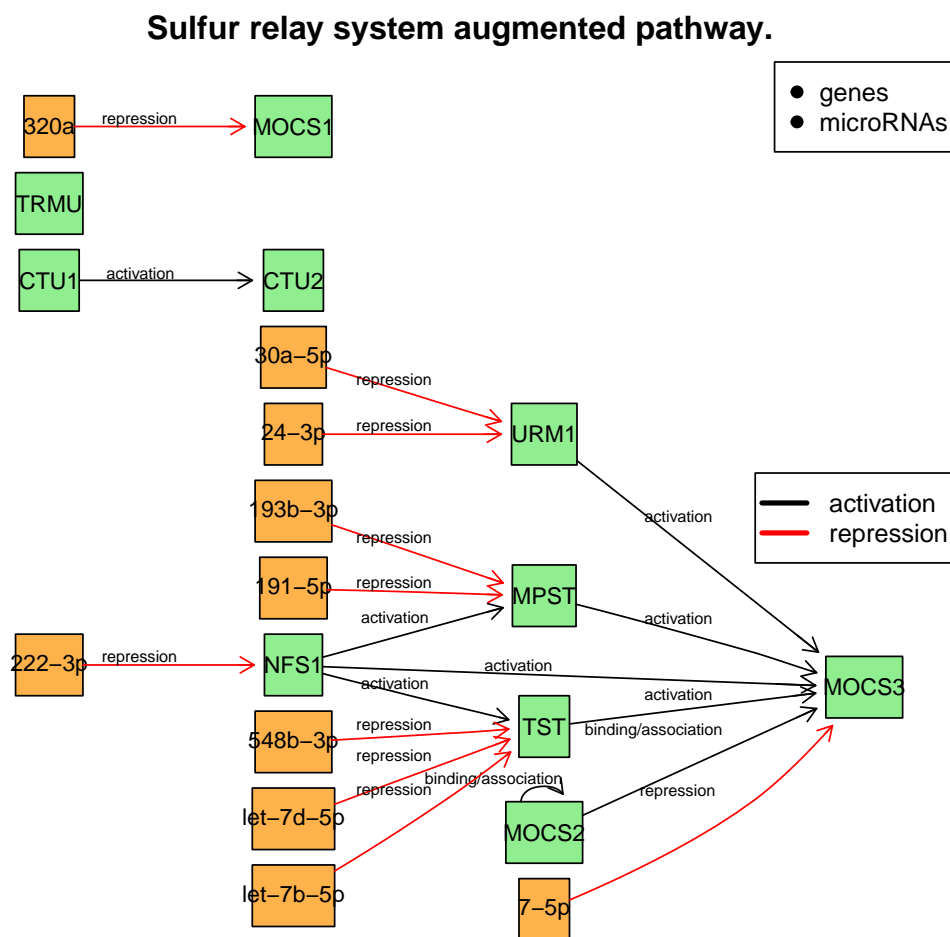 Sulfur relay system augmented pathway.
genes
microRNAs
320a
repression
MOCS1
TRMU
CTU1
activation
CTU2
30a−5p
repression
24−3p
repression
URM1
193b−3p
activation
activation
repression
repression
191−5p
repression
MPST
activation
activation
222−3p
repression
NFS1
activation
activation
MOCS3
activation
548b−3p
repression
TST
binding/association
repression
binding/association
repression
repression
let−7d−5p
MOCS2
let−7b−5p
7−5p